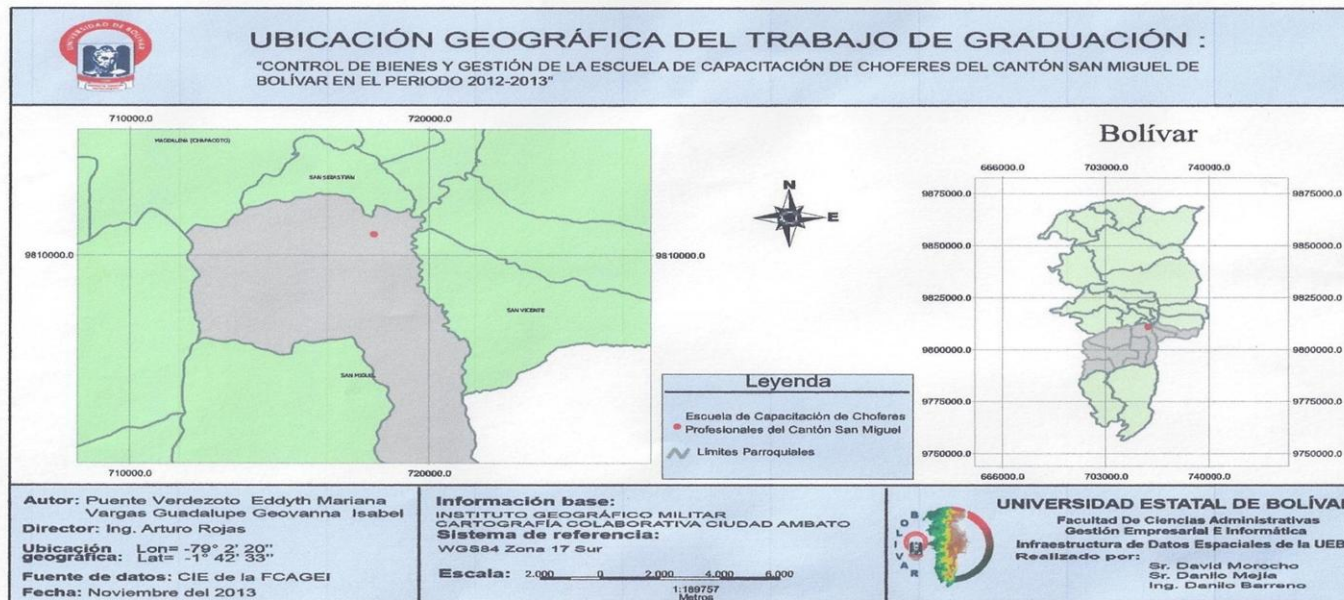 UNIVERSIDAD DE BOLIVAR
UBICACIÓN GEOGRÁFICA DEL TRABAJO DE GRADUACIÓN :
"CONTROL DE BIENES Y GESTIÓN DE LA ESCUELA DE CAPACITACIÓN DE CHOFERES DEL CANTÓN SAN MIGUEL DE
BOLÍVAR EN EL PERIODO 2012-2013"
710000.0 720000.0
MAGDALENA (CHAPACOTO)
SAN SEBASTIAN
9810000.0 9810000.0
SAN VICENTE
SAN MIGUEL
710000.0 720000.0
N
E
Bolívar
666000.0 703000.0 740000.0
9875000.0 9875000.0
9850000.0 9850000.0
9825000.0 9825000.0
9800000.0 9800000.0
9775000.0 9775000.0
9750000.0 9750000.0
666000.0 703000.0 740000.0
Leyenda
Escuela de Capacitación de Choferes
Profesionales del Cantón San Miguel
Límites Parroquiales
Autor: Puente Verdezoto Eddyth Mariana
Vargas Guadalupe Geovanna Isabel
Director: Ing. Arturo Rojas
Ubicación geográfica: Lon= -79° 2' 20"
Lat= -1° 42' 33"
Fuente de datos: CIE de la FCAGEI
Fecha: Noviembre del 2013
Información base:
INSTITUTO GEOGRÁFICO MILITAR
CARTOGRAFÍA COLABORATIVA CIUDAD AMBATO
Sistema de referencia:
WGS84 Zona 17 Sur
Escala: 2.000 0 2.000 4.000 6.000
1:189757
Metros
BOLIVAR
UNIVERSIDAD ESTATAL DE BOLÍVAR
Facultad De Ciencias Administrativas
Gestión Empresarial E Informática
Infraestructura de Datos Espaciales de la UEB
Realizado por:
Sr. David Morocho
Sr. Danilo Mejía
Ing. Danilo Barreno